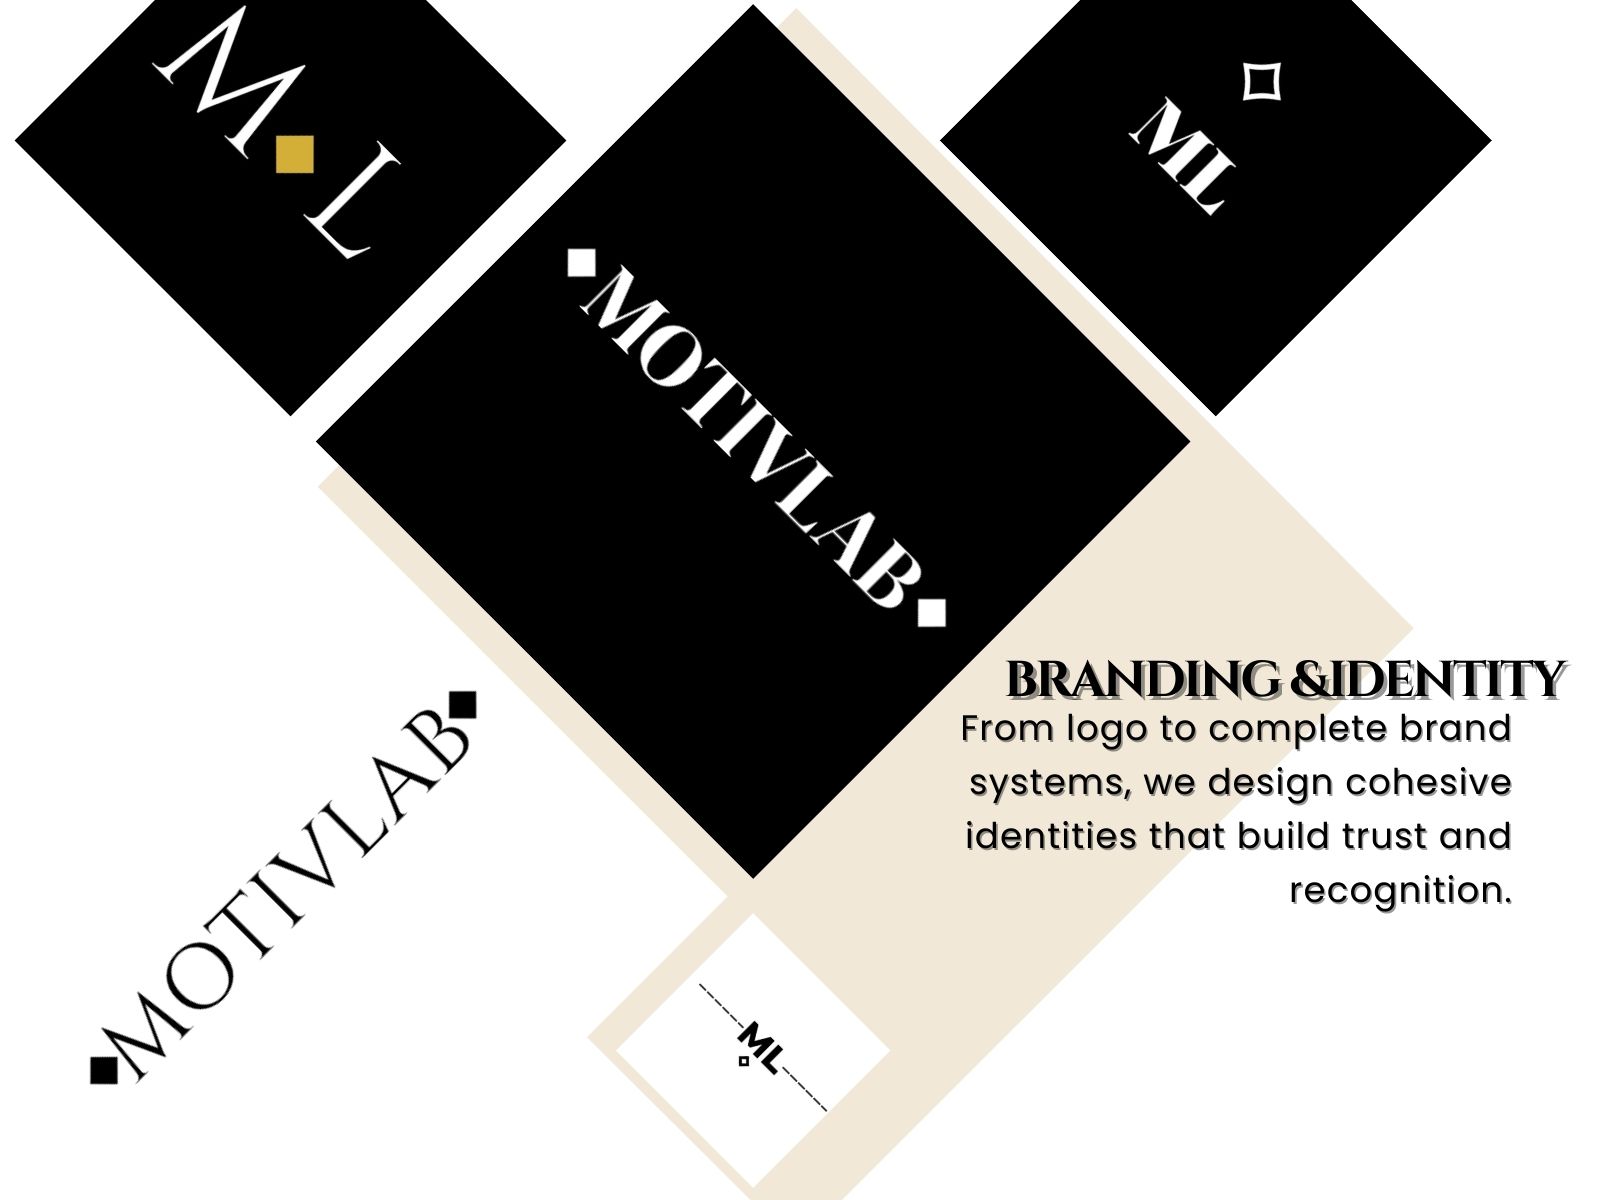 M L
ML
MOTIVLAB
MOTIVLAB
BRANDING &IDENTITY
From logo to complete brand
systems, we design cohesive
identities that build trust and
recognition.
ML